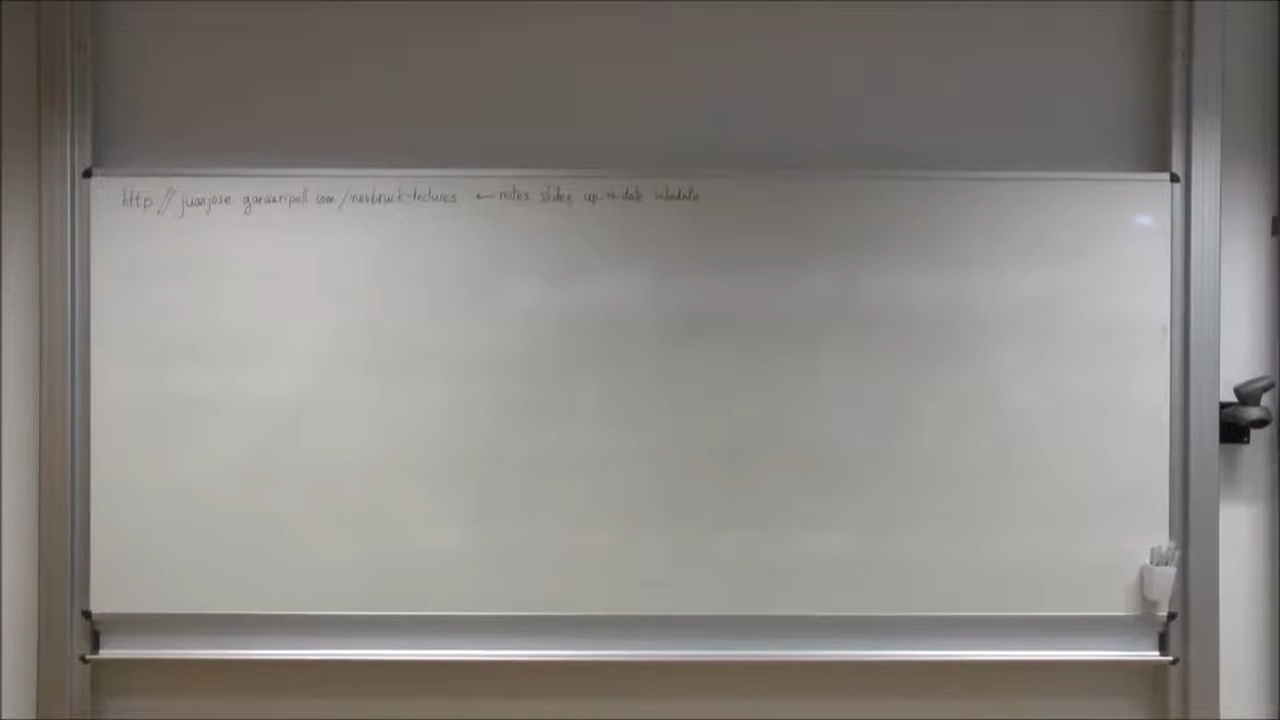 http://juanjose.garciaripoll.com/innsbruck-lectures ← notes, slides, up-to-date schedule